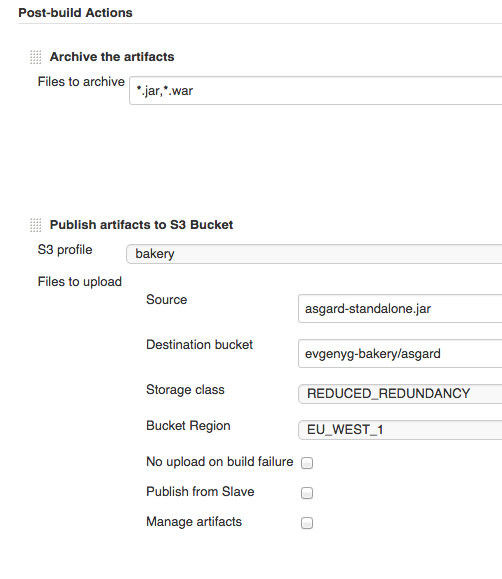 Post-build Actions
Archive the artifacts
Files to archive *.jar,*.war
Publish artifacts to S3 Bucket
S3 profile bakery
Files to upload
Source asgard-standalone.jar
Destination bucket evgenyg-bakery/asgard
Storage class REDUCED_REDUNDANCY
Bucket Region EU_WEST_1
No upload on build failure
Publish from Slave
Manage artifacts